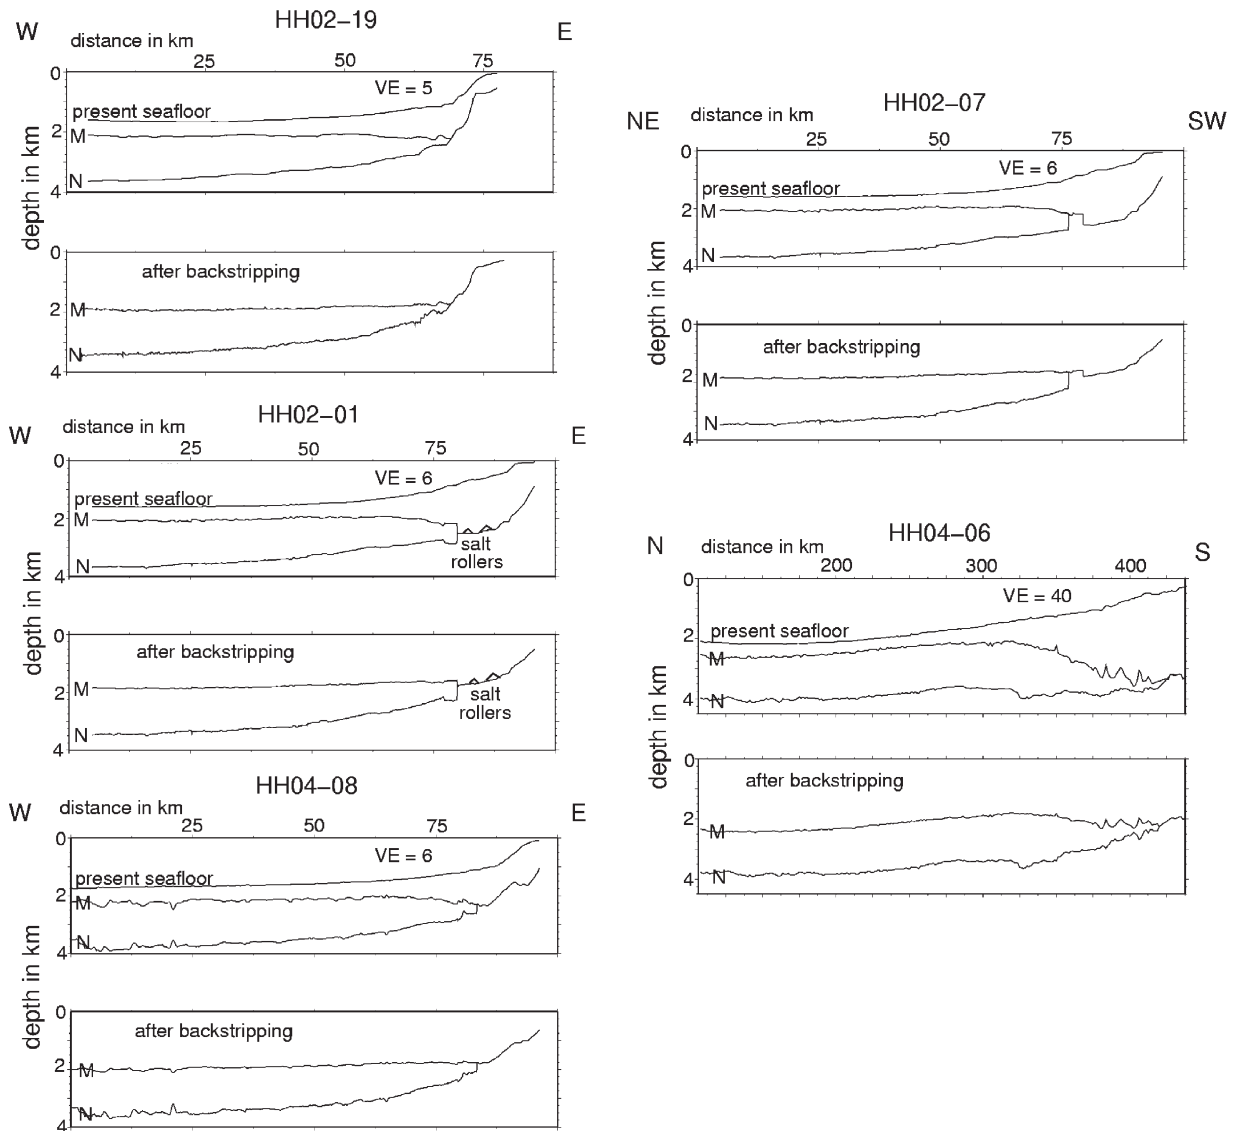 HH02–19
W E
distance in km
25 50 75
0
VE = 5
present seafloor
M
2
N
4
depth in km
0
after backstripping
M
2
N
4
HH02–01
W E
distance in km
25 50 75
0
VE = 6
present seafloor
M
2
salt
rollers
N
4
depth in km
0
after backstripping
M
2
salt
rollers
N
4
HH04–08
W E
distance in km
25 50 75
0
VE = 6
present seafloor
M
2
N
4
depth in km
0
after backstripping
M
2
N
4
HH02–07
NE SW
distance in km
25 50 75
0
VE = 6
present seafloor
M
2
N
4
depth in km
0
after backstripping
M
2
N
4
HH04–06
N S
distance in km
200 300 400
0
VE = 40
present seafloor
2
M
N
4
depth in km
0
after backstripping
2
M
N
4